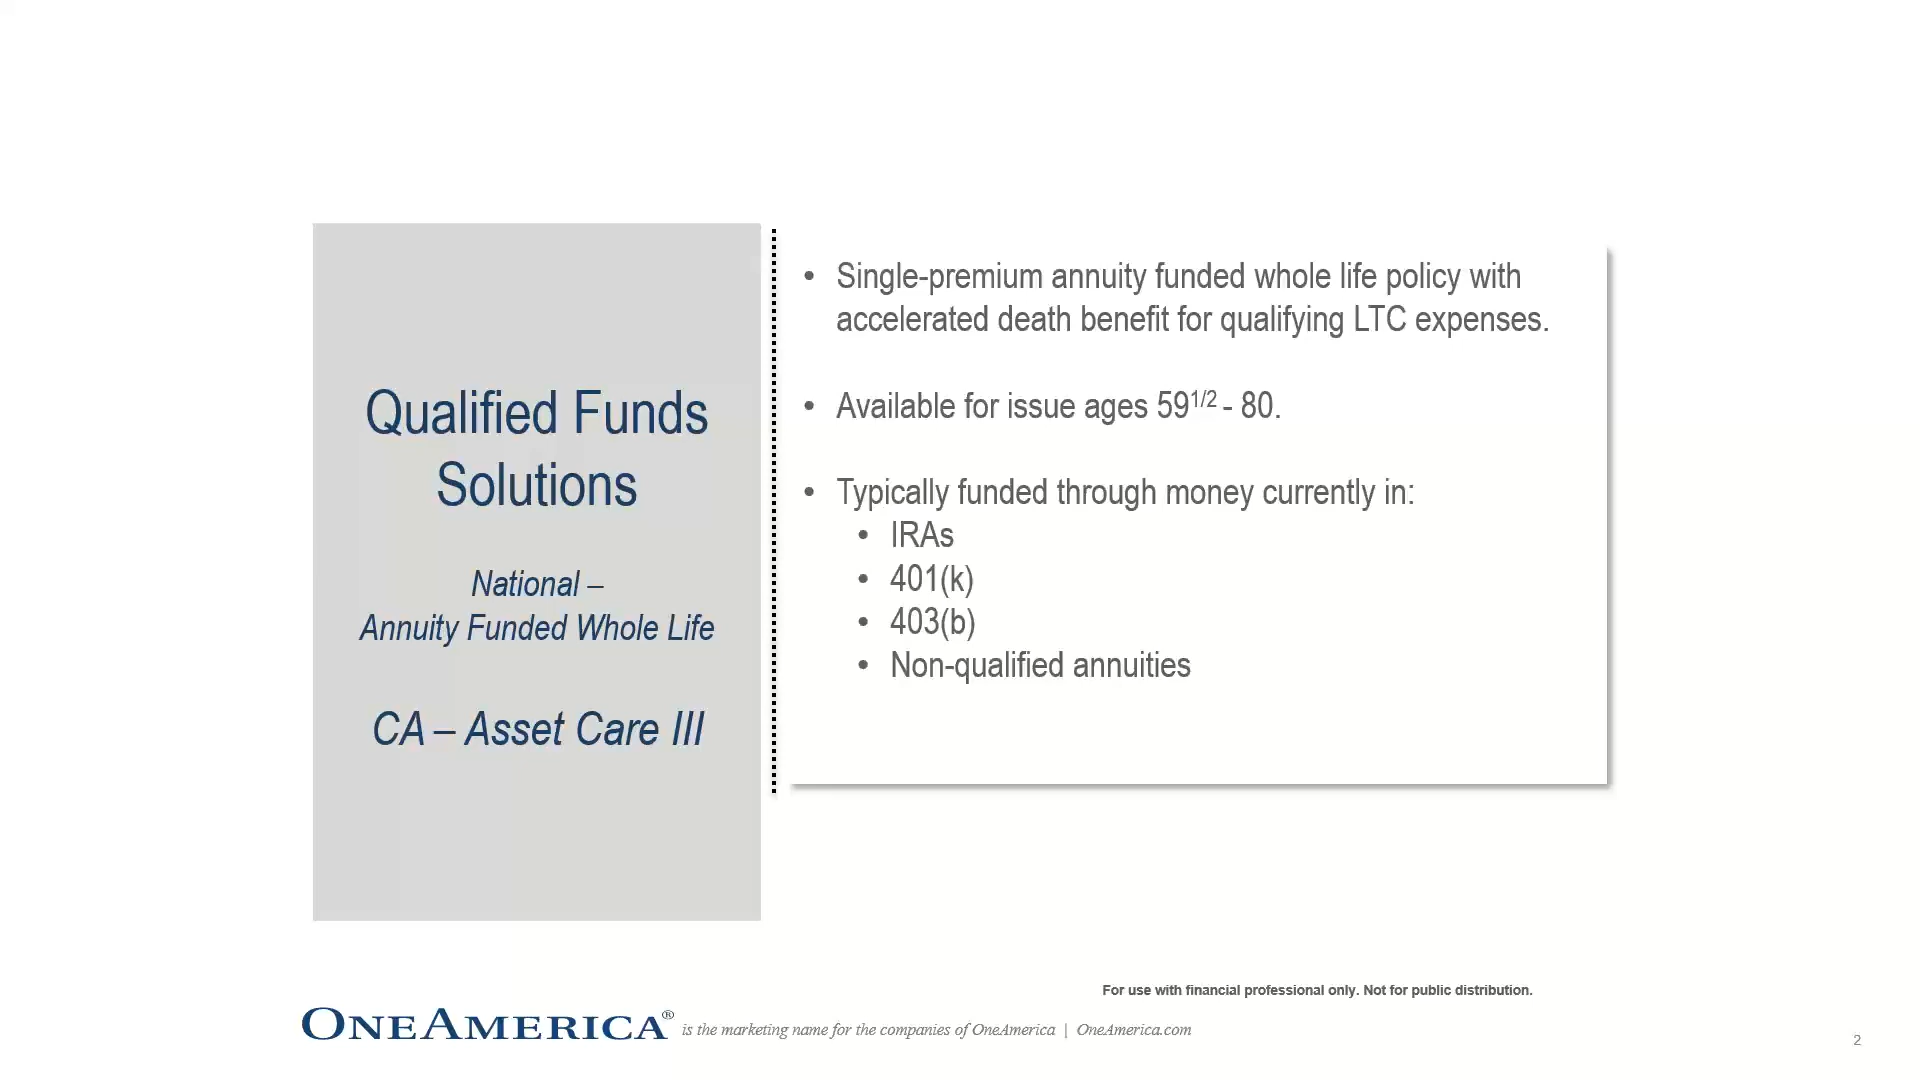 Qualified Funds
Solutions
National –
Annuity Funded Whole Life
CA – Asset Care III
• Single-premium annuity funded whole life policy with
accelerated death benefit for qualifying LTC expenses.
• Available for issue ages 59 1/2 - 80.
• Typically funded through money currently in:
• IRAs
• 401(k)
• 403(b)
• Non-qualified annuities
For use with financial professional only. Not for public distribution.
ONEAMERICA® is the marketing name for the companies of OneAmerica | OneAmerica.com
2